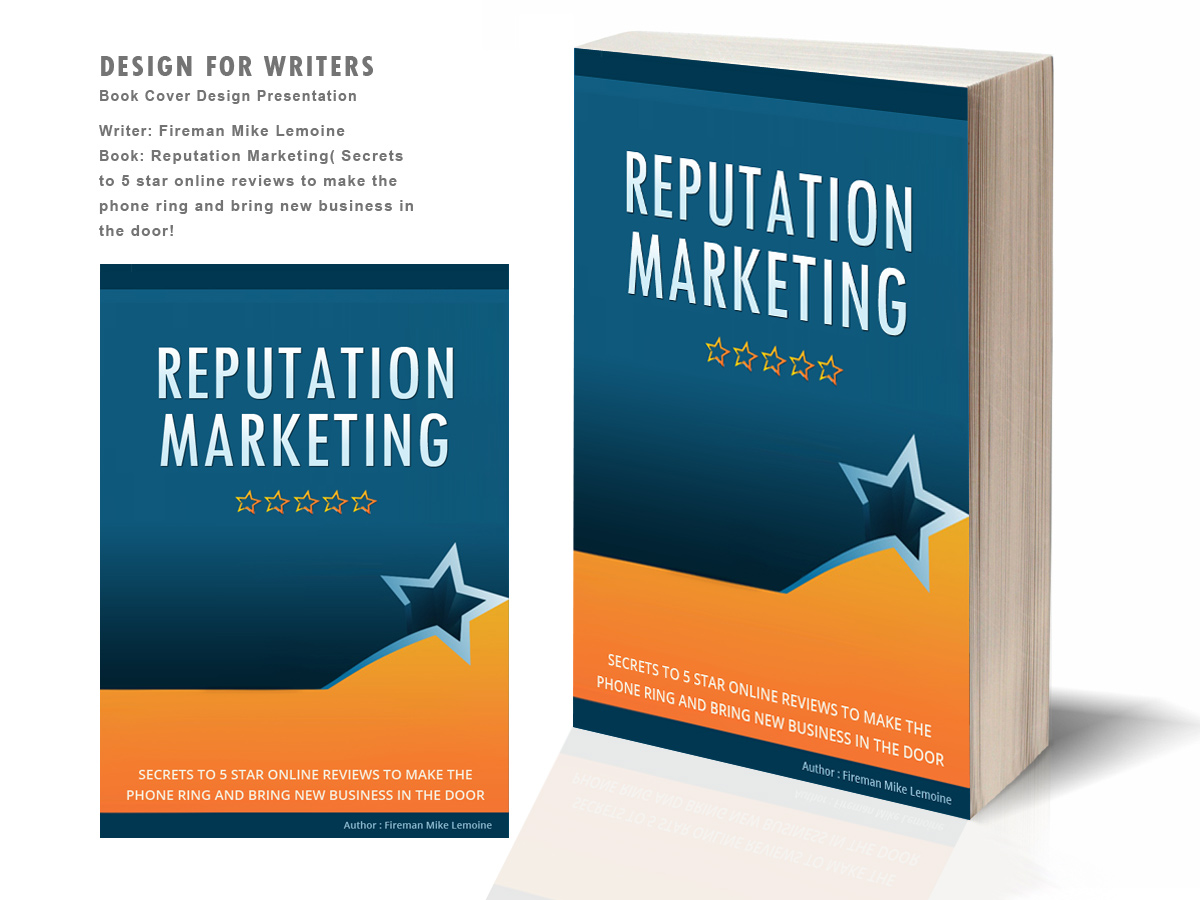 DESIGN FOR WRITERS
Book Cover Design Presentation
Writer: Fireman Mike Lemoine
Book: Reputation Marketing( Secrets
to 5 star online reviews to make the
phone ring and bring new business in
the door!
REPUTATION
MARKETING
SECRETS TO 5 STAR ONLINE REVIEWS TO MAKE THE
PHONE RING AND BRING NEW BUSINESS IN THE DOOR
Author : Fireman Mike Lemoine
REPUTATION
MARKETING
SECRETS TO 5 STAR ONLINE REVIEWS TO MAKE THE
PHONE RING AND BRING NEW BUSINESS IN THE DOOR
Author : Fireman Mike Lemoine